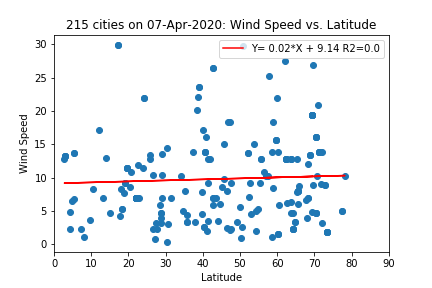 215 cities on 07-Apr-2020: Wind Speed vs. Latitude
Y= 0.02*X + 9.14 R2=0.0
30
25
20
15
10
5
0
Wind Speed
0 10 20 30 40 50 60 70 80 90
Latitude